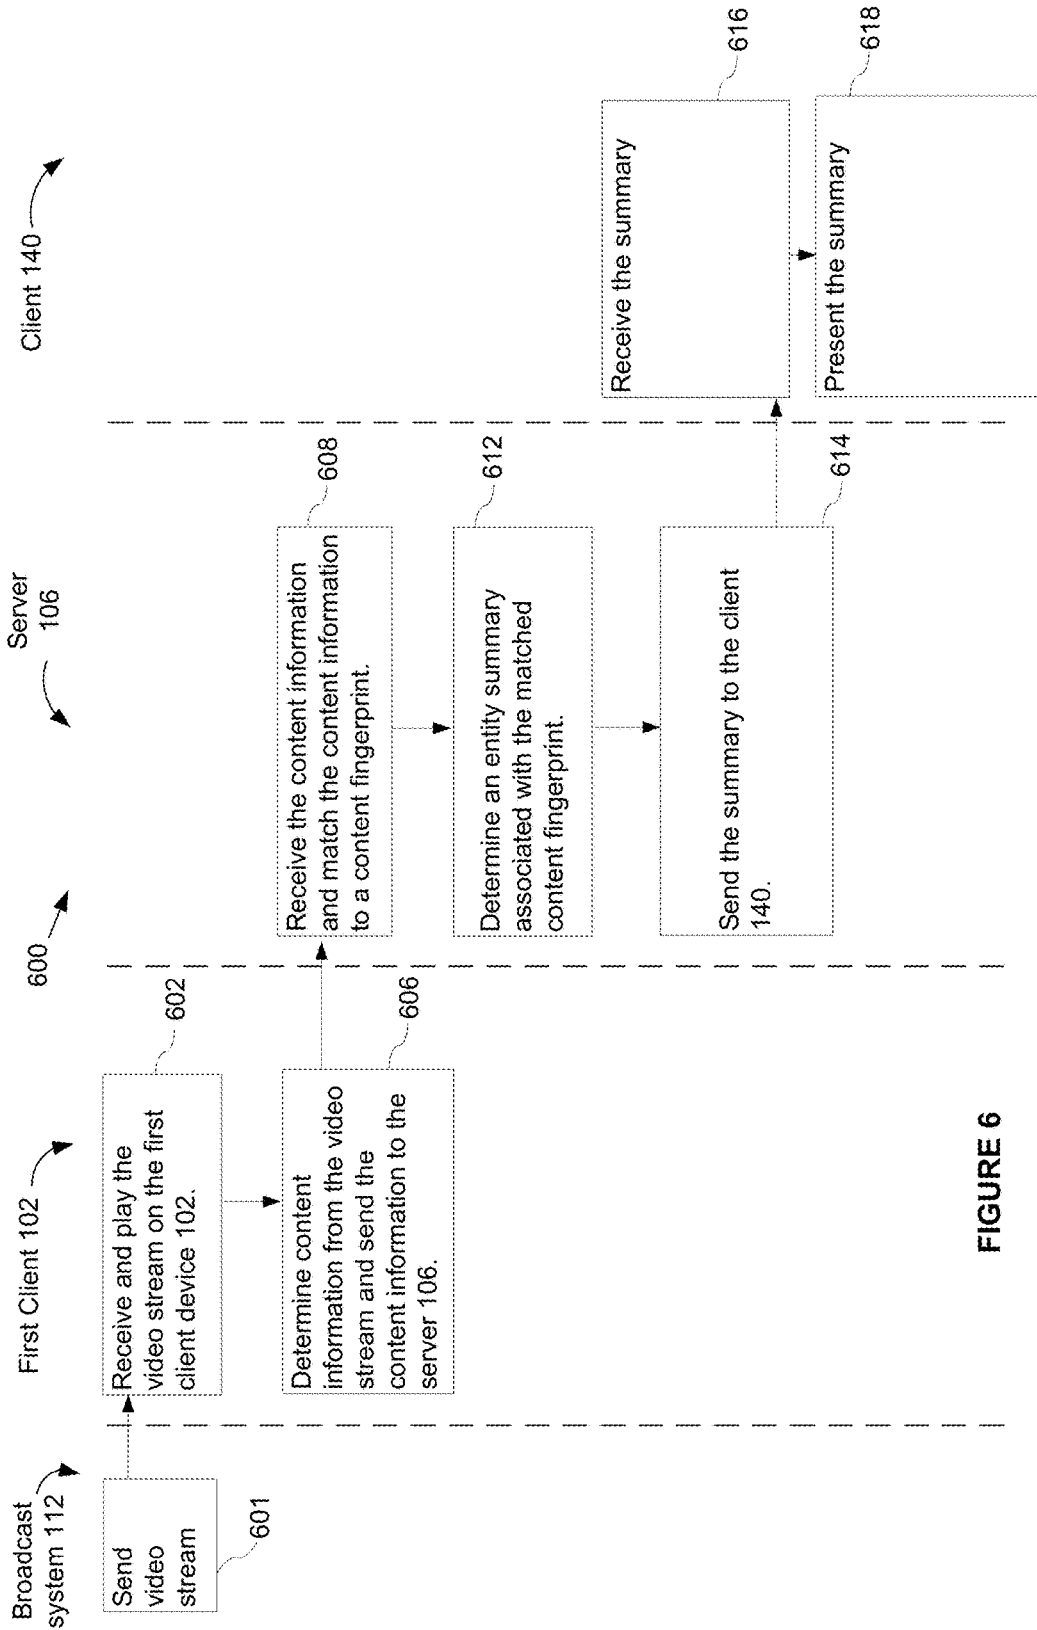 Broadcast
system 112
First Client 102
600
Server
106
Client 140
Send
video
stream
601
Receive and play the
video stream on the first
client device 102.
602
Determine content
information from the video
stream and send the
content information to the
server 106.
606
Receive the content information
and match the content information
to a content fingerprint.
608
Determine an entity summary
associated with the matched
content fingerprint.
612
Send the summary to the client
140.
614
Receive the summary
616
Present the summary
618
FIGURE 6